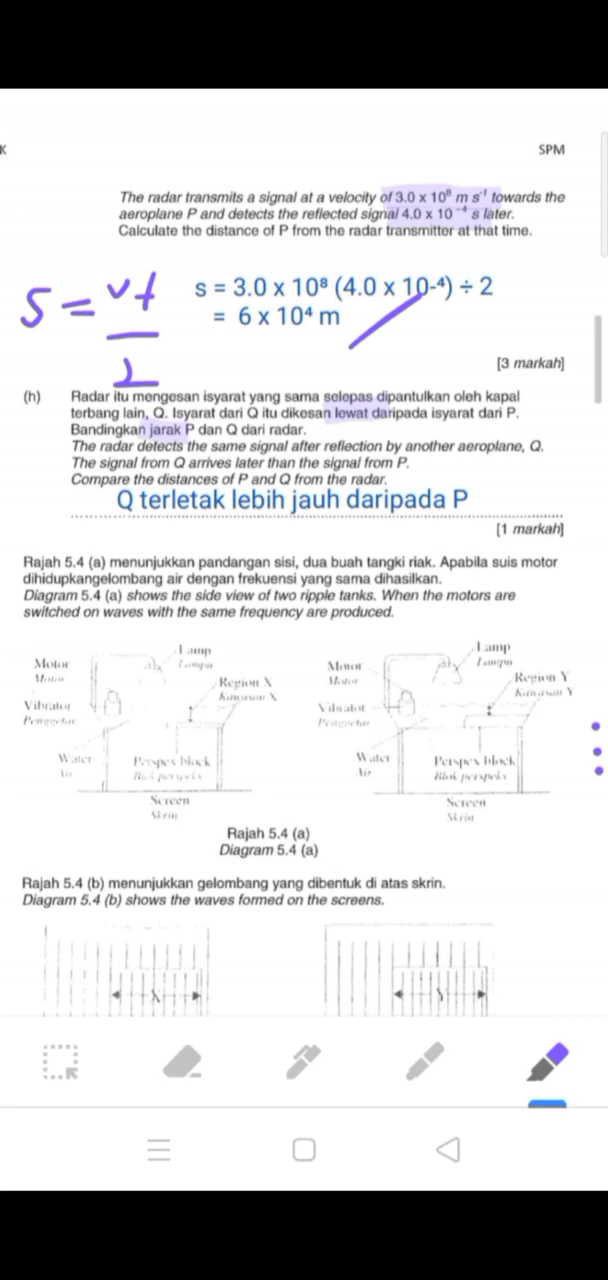 K
SPM
The radar transmits a signal at a velocity of 3.0 x 10⁸ m s⁻¹ towards the
aeroplane P and detects the reflected signal 4.0 x 10⁻⁴ s later.
Calculate the distance of P from the radar transmitter at that time.
s = vt
2
s = 3.0 x 10⁸ (4.0 x 10-⁴) ÷ 2
= 6 x 10⁴ m
[3 markah]
(h) Radar itu mengesan isyarat yang sama selepas dipantulkan oleh kapal
terbang lain, Q. Isyarat dari Q itu dikesan lewat daripada isyarat dari P.
Bandingkan jarak P dan Q dari radar.
The radar detects the same signal after reflection by another aeroplane, Q.
The signal from Q arrives later than the signal from P.
Compare the distances of P and Q from the radar.
Q terletak lebih jauh daripada P
[1 markah]
Rajah 5.4 (a) menunjukkan pandangan sisi, dua buah tangki riak. Apabila suis motor
dihidupkangelombang air dengan frekuensi yang sama dihasilkan.
Diagram 5.4 (a) shows the side view of two ripple tanks. When the motors are
switched on waves with the same frequency are produced.
Lamp
Lampu
Motor
Motor
Region X
Kawasan X
Vibrator
Penggetar
Water
Air
Perspex block
Blok perspeks
Screen
Skrin
Lamp
Lampu
Motor
Motor
Region Y
Kawasan Y
Vibrator
Penggetar
Water
Air
Perspex block
Blok perspeks
Screen
Skrin
Rajah 5.4 (a)
Diagram 5.4 (a)
Rajah 5.4 (b) menunjukkan gelombang yang dibentuk di atas skrin.
Diagram 5.4 (b) shows the waves formed on the screens.
X
Y